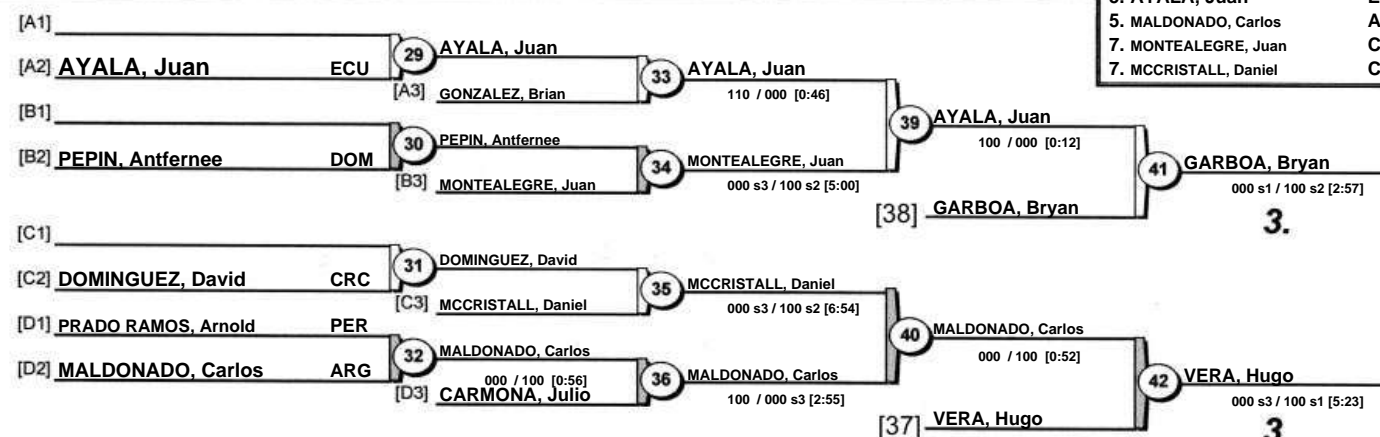 5. AYALA, Juan E
5. MALDONADO, Carlos A
7. MONTEALEGRE, Juan C
7. MCCRISTALL, Daniel C
[A1]
[A2] AYALA, Juan ECU
29
AYALA, Juan
[A3] GONZALEZ, Brian
33
AYALA, Juan
110 / 000 [0:46]
[B1]
[B2] PEPIN, Antfernee DOM
30
PEPIN, Antfernee
[B3] MONTEALEGRE, Juan
34
MONTEALEGRE, Juan
000 s3 / 100 s2 [5:00]
39
AYALA, Juan
100 / 000 [0:12]
[38] GARBOA, Bryan
41
GARBOA, Bryan
000 s1 / 100 s2 [2:57]
3.
[C1]
[C2] DOMINGUEZ, David CRC
31
DOMINGUEZ, David
[C3] MCCRISTALL, Daniel
35
MCCRISTALL, Daniel
000 s3 / 100 s2 [6:54]
[D1] PRADO RAMOS, Arnold PER
[D2] MALDONADO, Carlos ARG
32
MALDONADO, Carlos
000 / 100 [0:56]
[D3] CARMONA, Julio
36
MALDONADO, Carlos
100 / 000 s3 [2:55]
40
MALDONADO, Carlos
000 / 100 [0:52]
[37] VERA, Hugo
42
VERA, Hugo
000 s3 / 100 s1 [5:23]
3